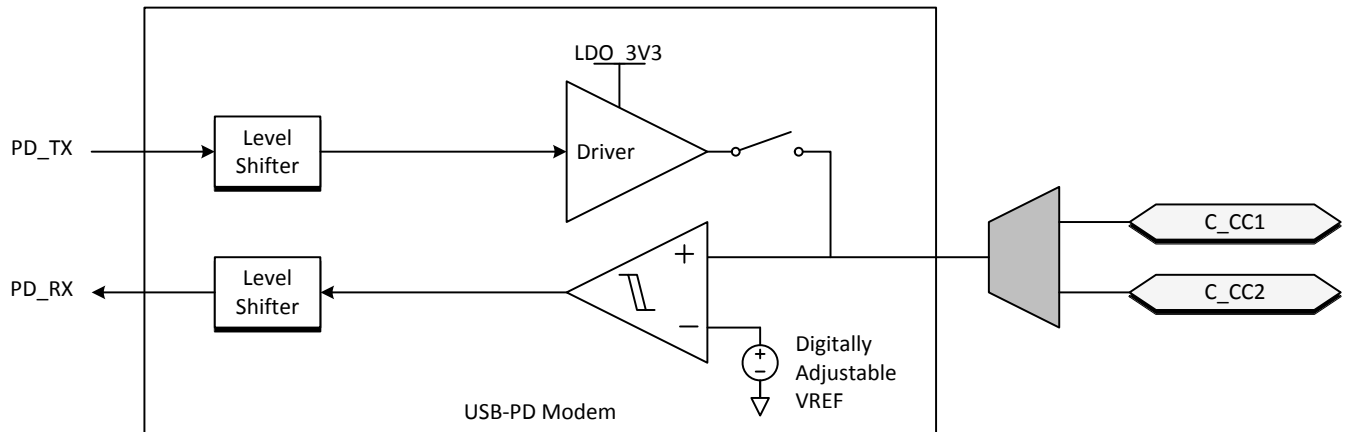 LDO_3V3
PD_TX
Level
Shifter
Driver
C_CC1
PD_RX
Level
Shifter
+
−
C_CC2
+
−
Digitally
Adjustable
VREF
USB-PD Modem